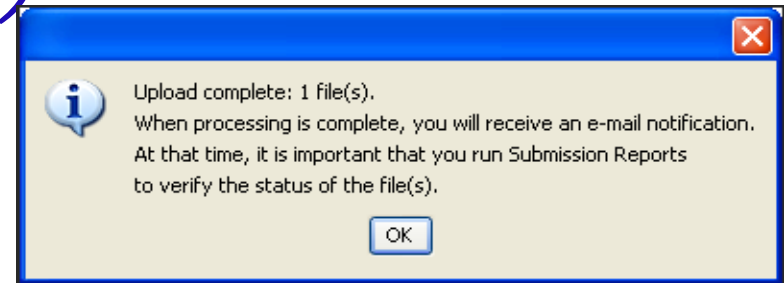 Upload complete: 1 file(s).
When processing is complete, you will receive an e-mail notification.
At that time, it is important that you run Submission Reports
to verify the status of the file(s).
OK